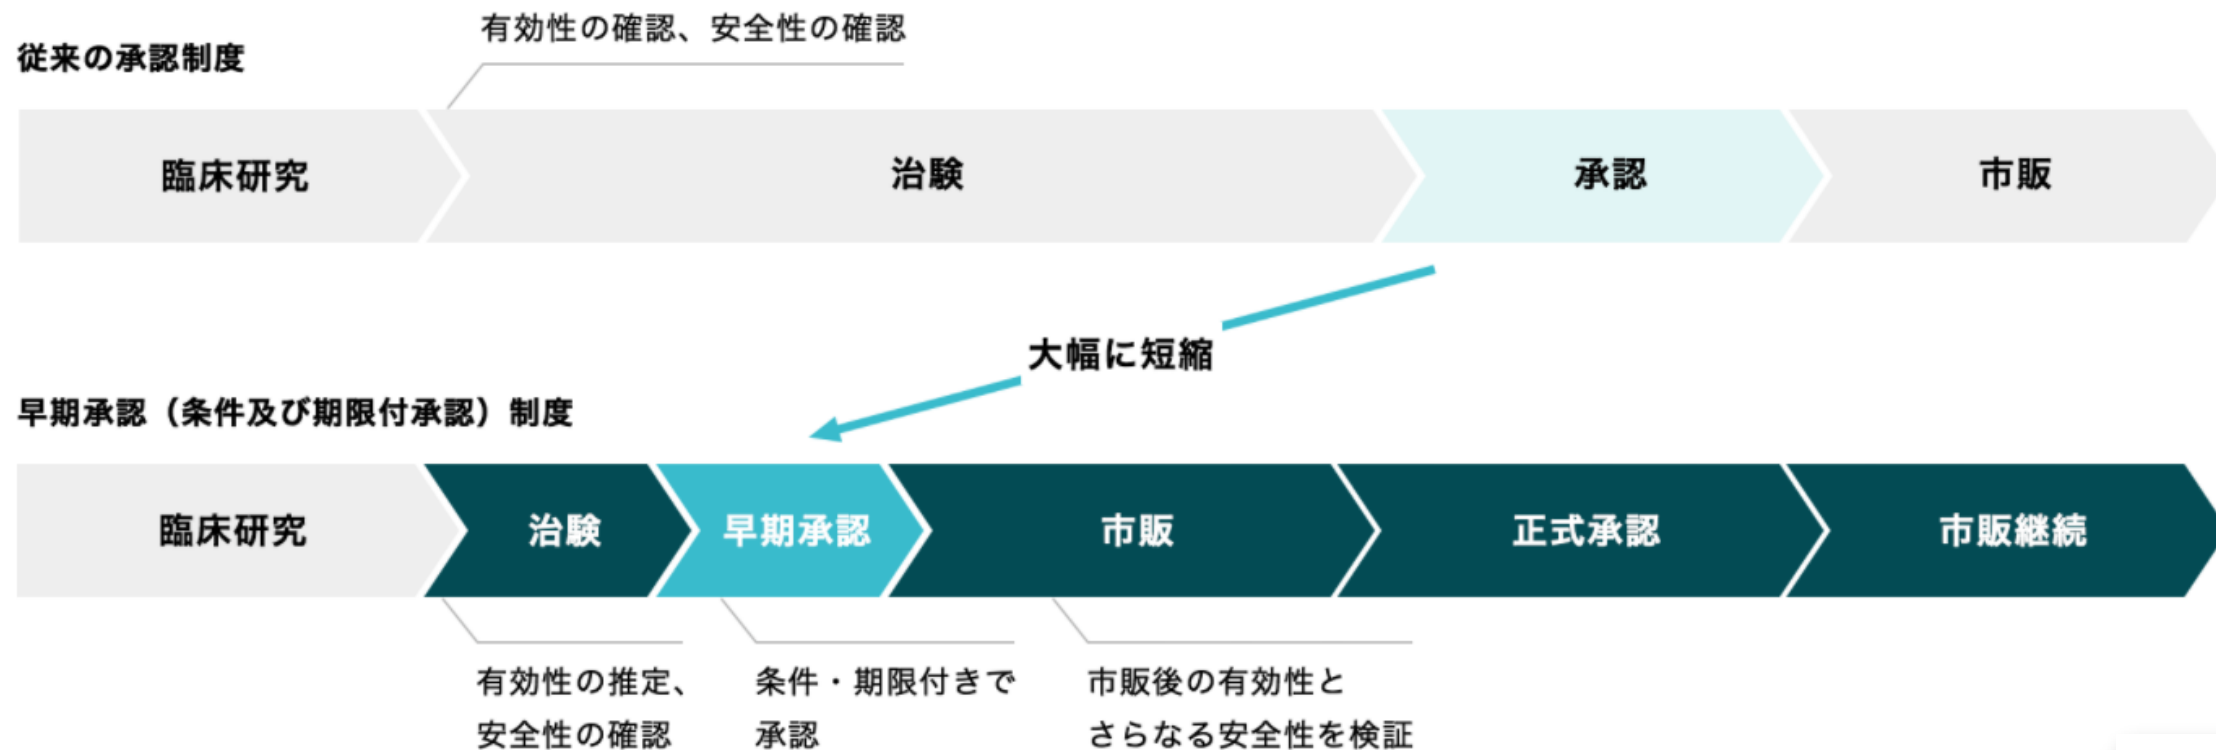 有効性の確認、安全性の確認
従来の承認制度
臨床研究
治験
承認
市販
大幅に短縮
早期承認（条件及び期限付承認）制度
臨床研究
治験
早期承認
市販
正式承認
市販継続
有効性の推定、
安全性の確認
条件・期限付きで
承認
市販後の有効性と
さらなる安全性を検証